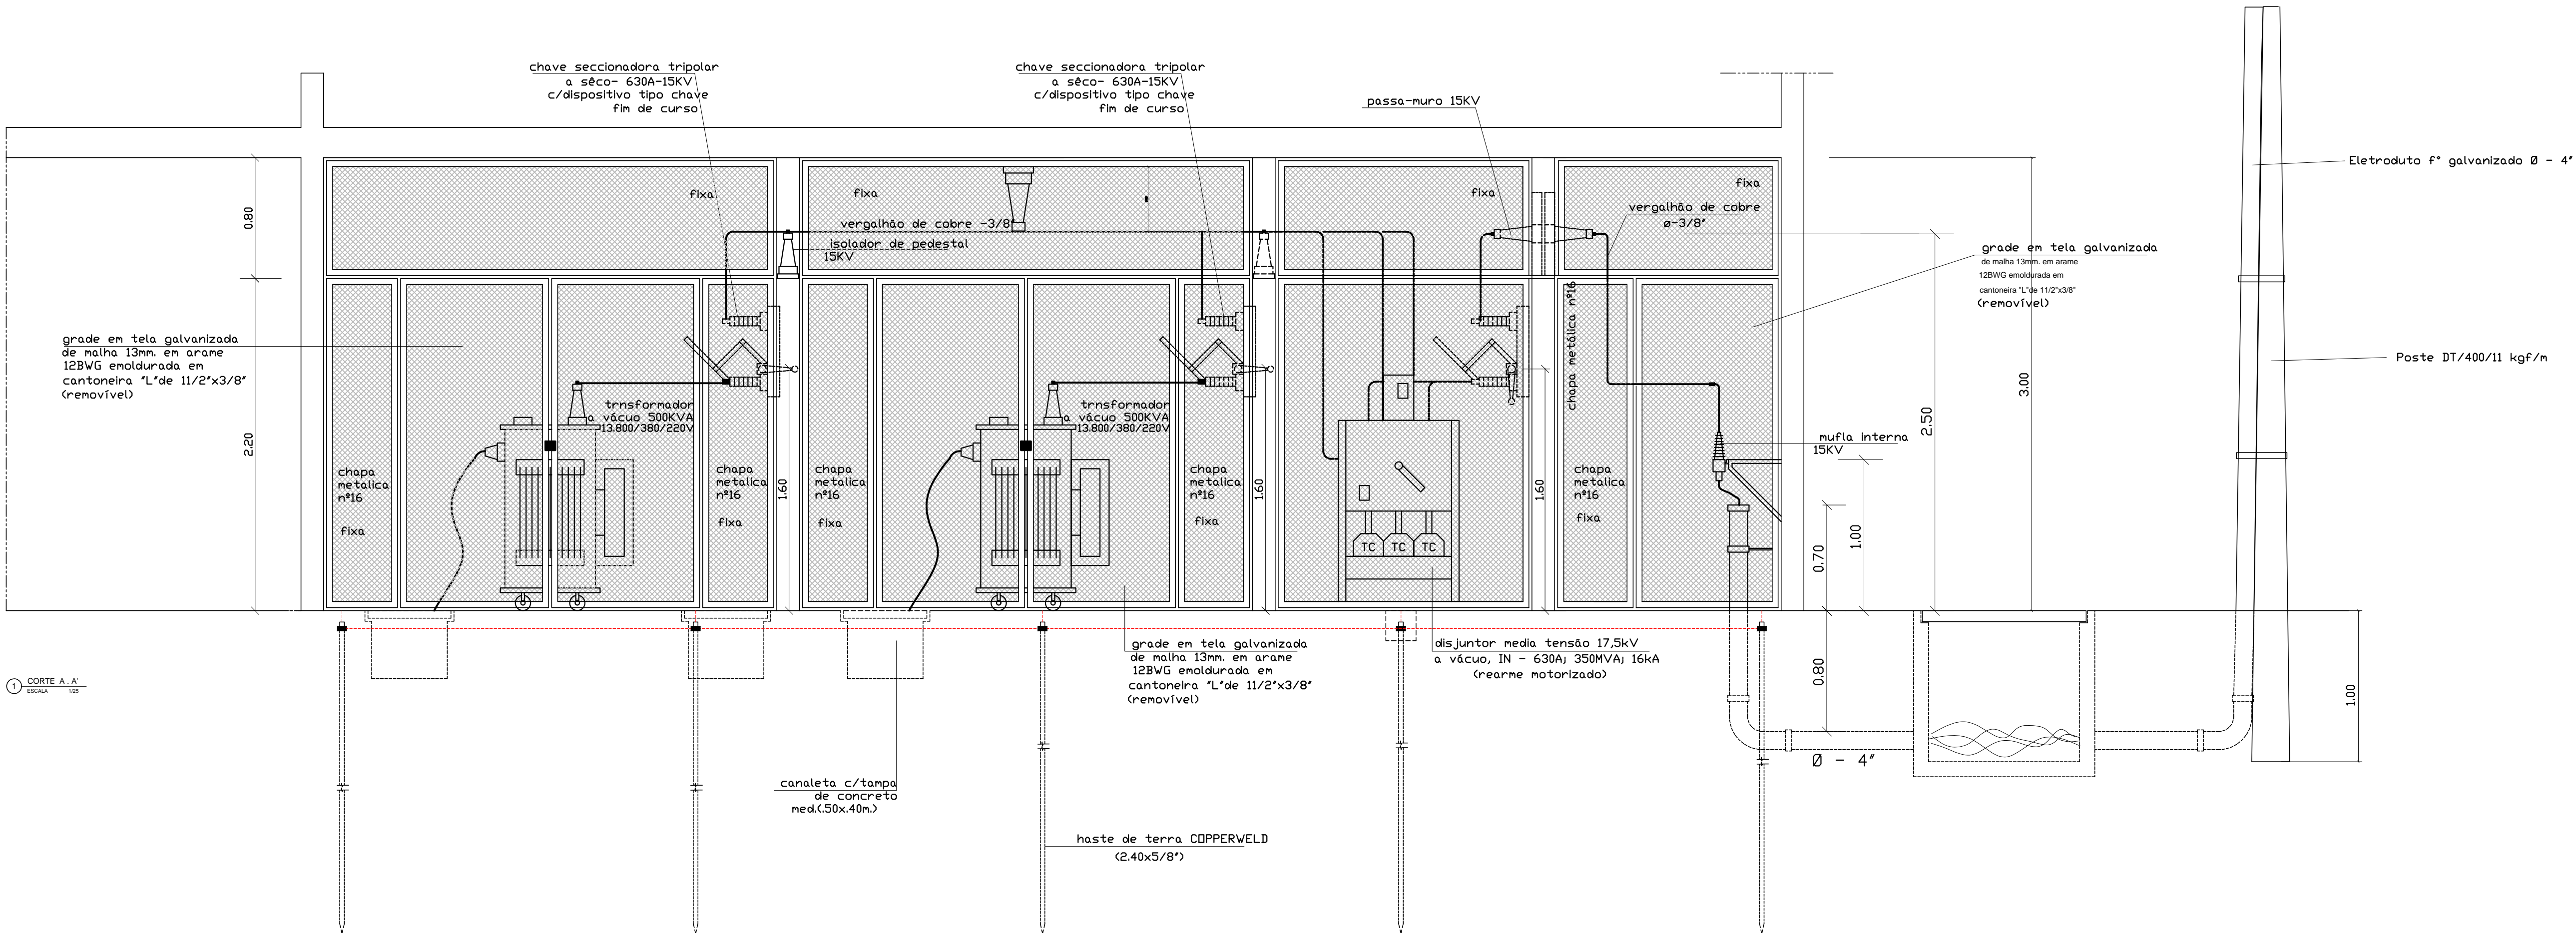 chave seccionadora tripolar
a sêco- 630A-15KV
c/dispositivo tipo chave
fim de curso
chave seccionadora tripolar
a sêco- 630A-15KV
c/dispositivo tipo chave
fim de curso
passa-muro 15KV
Eletroduto f° galvanizado Ø - 4"
fixa
fixa
fixa
fixa
0.80
vergalhão de cobre -3/8"
isolador de pedestal
15KV
vergalhão de cobre
ø-3/8"
grade em tela galvanizada
de malha 13mm. em arame
12BWG emoldurada em
cantoneira "L"de 11/2"x3/8"
(removível)
grade em tela galvanizada
de malha 13mm. em arame
12BWG emoldurada em
cantoneira "L"de 11/2"x3/8"
(removível)
chapa metálica nº16
Poste DT/400/11 kgf/m
3.00
2.50
2.20
trnsformador
a vácuo 500KVA
13.800/380/220V
trnsformador
a vácuo 500KVA
13.800/380/220V
mufla interna
15KV
chapa
metalica
nº16
fixa
chapa
metalica
nº16
fixa
1.60
chapa
metalica
nº16
fixa
chapa
metalica
nº16
fixa
1.60
TC
TC
TC
1.60
chapa
metalica
nº16
fixa
0.70
1.00
grade em tela galvanizada
de malha 13mm. em arame
12BWG emoldurada em
cantoneira "L"de 11/2"x3/8"
(removível)
disjuntor media tensão 17,5kV
a vácuo, IN - 630A; 350MVA; 16kA
(rearme motorizado)
0.80
1.00
Ø - 4"
1
CORTE A . A'
ESCALA 1/25
canaleta c/tampa
de concreto
med.(.50x.40m.)
haste de terra COPPERWELD
(2.40x5/8")